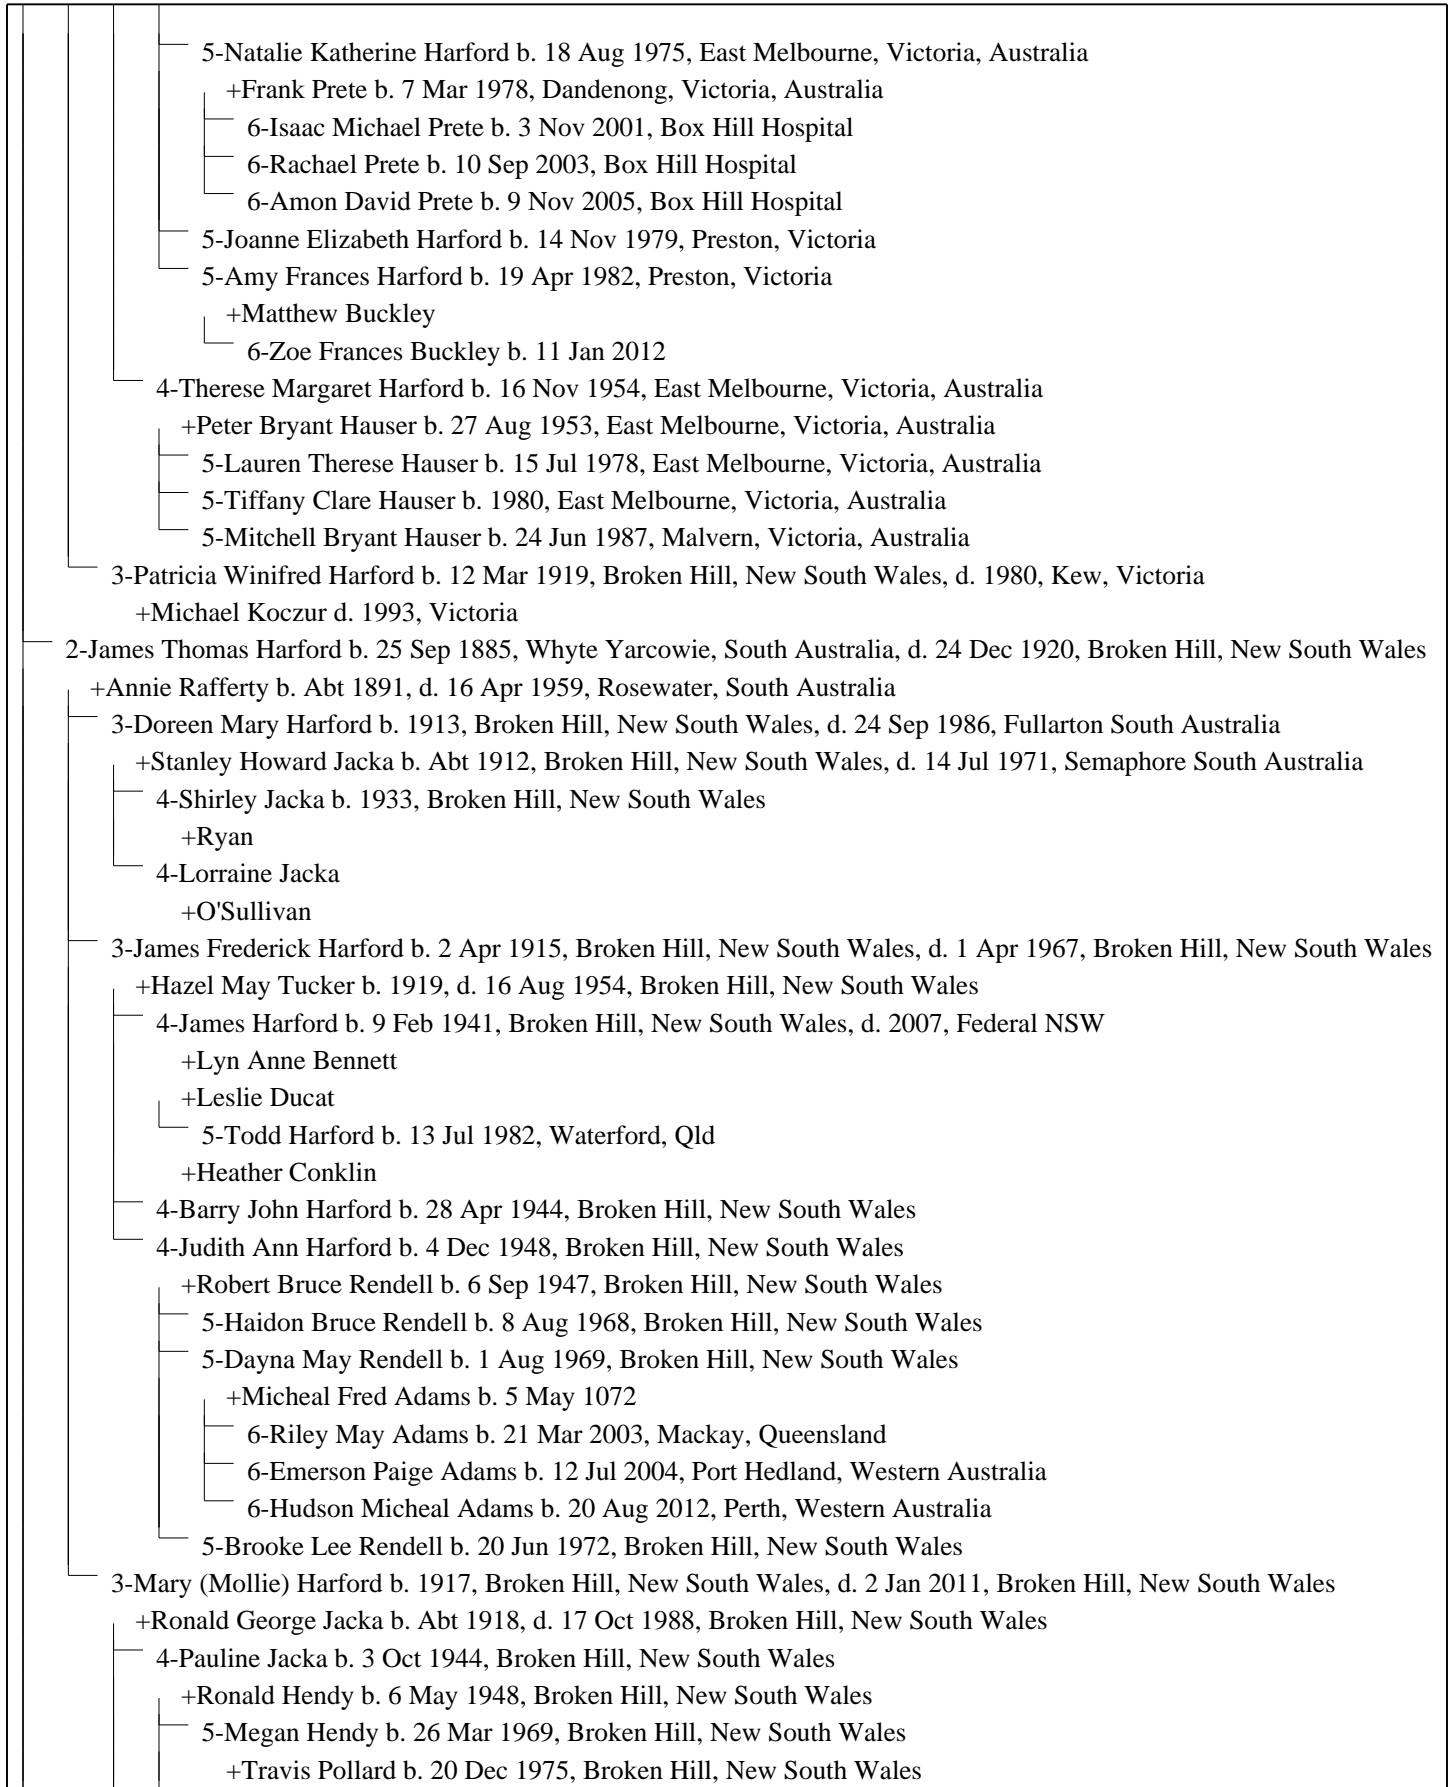 5-Natalie Katherine Harford b. 18 Aug 1975, East Melbourne, Victoria, Australia
+Frank Prete b. 7 Mar 1978, Dandenong, Victoria, Australia
6-Isaac Michael Prete b. 3 Nov 2001, Box Hill Hospital
6-Rachael Prete b. 10 Sep 2003, Box Hill Hospital
6-Amon David Prete b. 9 Nov 2005, Box Hill Hospital
5-Joanne Elizabeth Harford b. 14 Nov 1979, Preston, Victoria
5-Amy Frances Harford b. 19 Apr 1982, Preston, Victoria
+Matthew Buckley
6-Zoe Frances Buckley b. 11 Jan 2012
4-Therese Margaret Harford b. 16 Nov 1954, East Melbourne, Victoria, Australia
+Peter Bryant Hauser b. 27 Aug 1953, East Melbourne, Victoria, Australia
5-Lauren Therese Hauser b. 15 Jul 1978, East Melbourne, Victoria, Australia
5-Tiffany Clare Hauser b. 1980, East Melbourne, Victoria, Australia
5-Mitchell Bryant Hauser b. 24 Jun 1987, Malvern, Victoria, Australia
3-Patricia Winifred Harford b. 12 Mar 1919, Broken Hill, New South Wales, d. 1980, Kew, Victoria
+Michael Koczur d. 1993, Victoria
2-James Thomas Harford b. 25 Sep 1885, Whyte Yarcowie, South Australia, d. 24 Dec 1920, Broken Hill, New South Wales
+Annie Rafferty b. Abt 1891, d. 16 Apr 1959, Rosewater, South Australia
3-Doreen Mary Harford b. 1913, Broken Hill, New South Wales, d. 24 Sep 1986, Fullarton South Australia
+Stanley Howard Jacka b. Abt 1912, Broken Hill, New South Wales, d. 14 Jul 1971, Semaphore South Australia
4-Shirley Jacka b. 1933, Broken Hill, New South Wales
+Ryan
4-Lorraine Jacka
+O'Sullivan
3-James Frederick Harford b. 2 Apr 1915, Broken Hill, New South Wales, d. 1 Apr 1967, Broken Hill, New South Wales
+Hazel May Tucker b. 1919, d. 16 Aug 1954, Broken Hill, New South Wales
4-James Harford b. 9 Feb 1941, Broken Hill, New South Wales, d. 2007, Federal NSW
+Lyn Anne Bennett
+Leslie Ducat
5-Todd Harford b. 13 Jul 1982, Waterford, Qld
+Heather Conklin
4-Barry John Harford b. 28 Apr 1944, Broken Hill, New South Wales
4-Judith Ann Harford b. 4 Dec 1948, Broken Hill, New South Wales
+Robert Bruce Rendell b. 6 Sep 1947, Broken Hill, New South Wales
5-Haidon Bruce Rendell b. 8 Aug 1968, Broken Hill, New South Wales
5-Dayna May Rendell b. 1 Aug 1969, Broken Hill, New South Wales
+Micheal Fred Adams b. 5 May 1072
6-Riley May Adams b. 21 Mar 2003, Mackay, Queensland
6-Emerson Paige Adams b. 12 Jul 2004, Port Hedland, Western Australia
6-Hudson Micheal Adams b. 20 Aug 2012, Perth, Western Australia
5-Brooke Lee Rendell b. 20 Jun 1972, Broken Hill, New South Wales
3-Mary (Mollie) Harford b. 1917, Broken Hill, New South Wales, d. 2 Jan 2011, Broken Hill, New South Wales
+Ronald George Jacka b. Abt 1918, d. 17 Oct 1988, Broken Hill, New South Wales
4-Pauline Jacka b. 3 Oct 1944, Broken Hill, New South Wales
+Ronald Hendy b. 6 May 1948, Broken Hill, New South Wales
5-Megan Hendy b. 26 Mar 1969, Broken Hill, New South Wales
+Travis Pollard b. 20 Dec 1975, Broken Hill, New South Wales